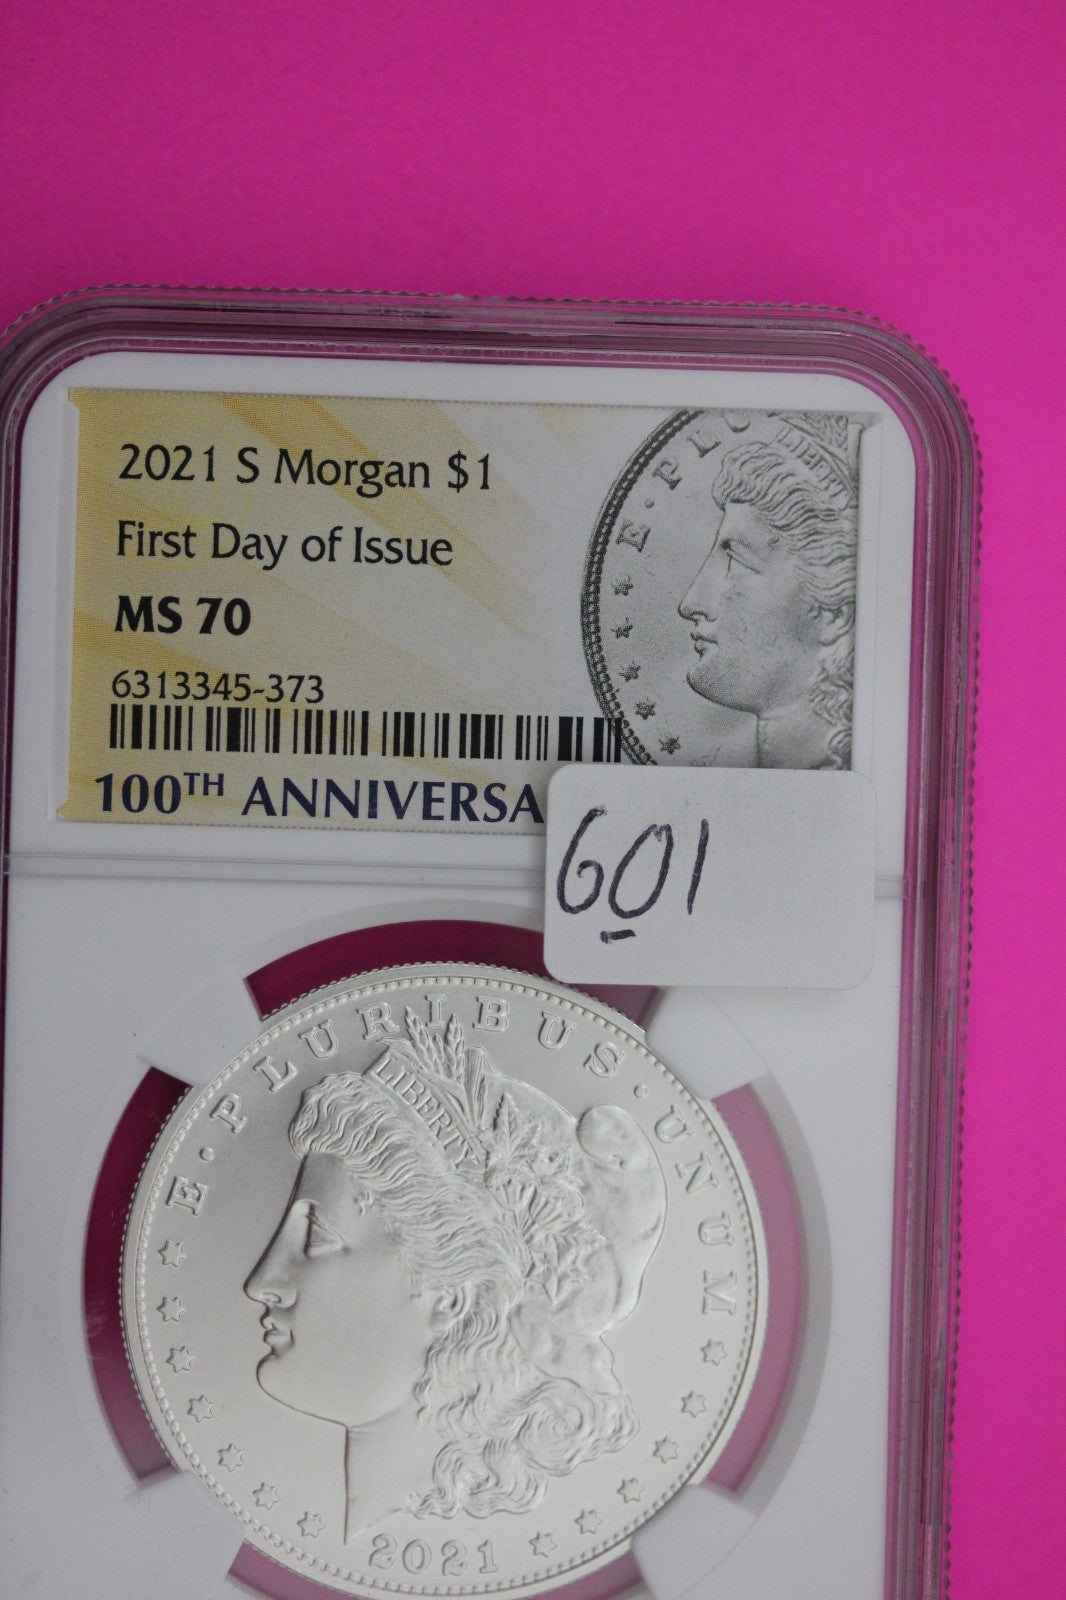 2021 S Morgan $1
First Day of Issue
MS 70
6313345-373
100TH ANNIVERSA
E · PLU
LIBERTY
601
E · PLURIBUS · UNUM
LIBERTY
2021